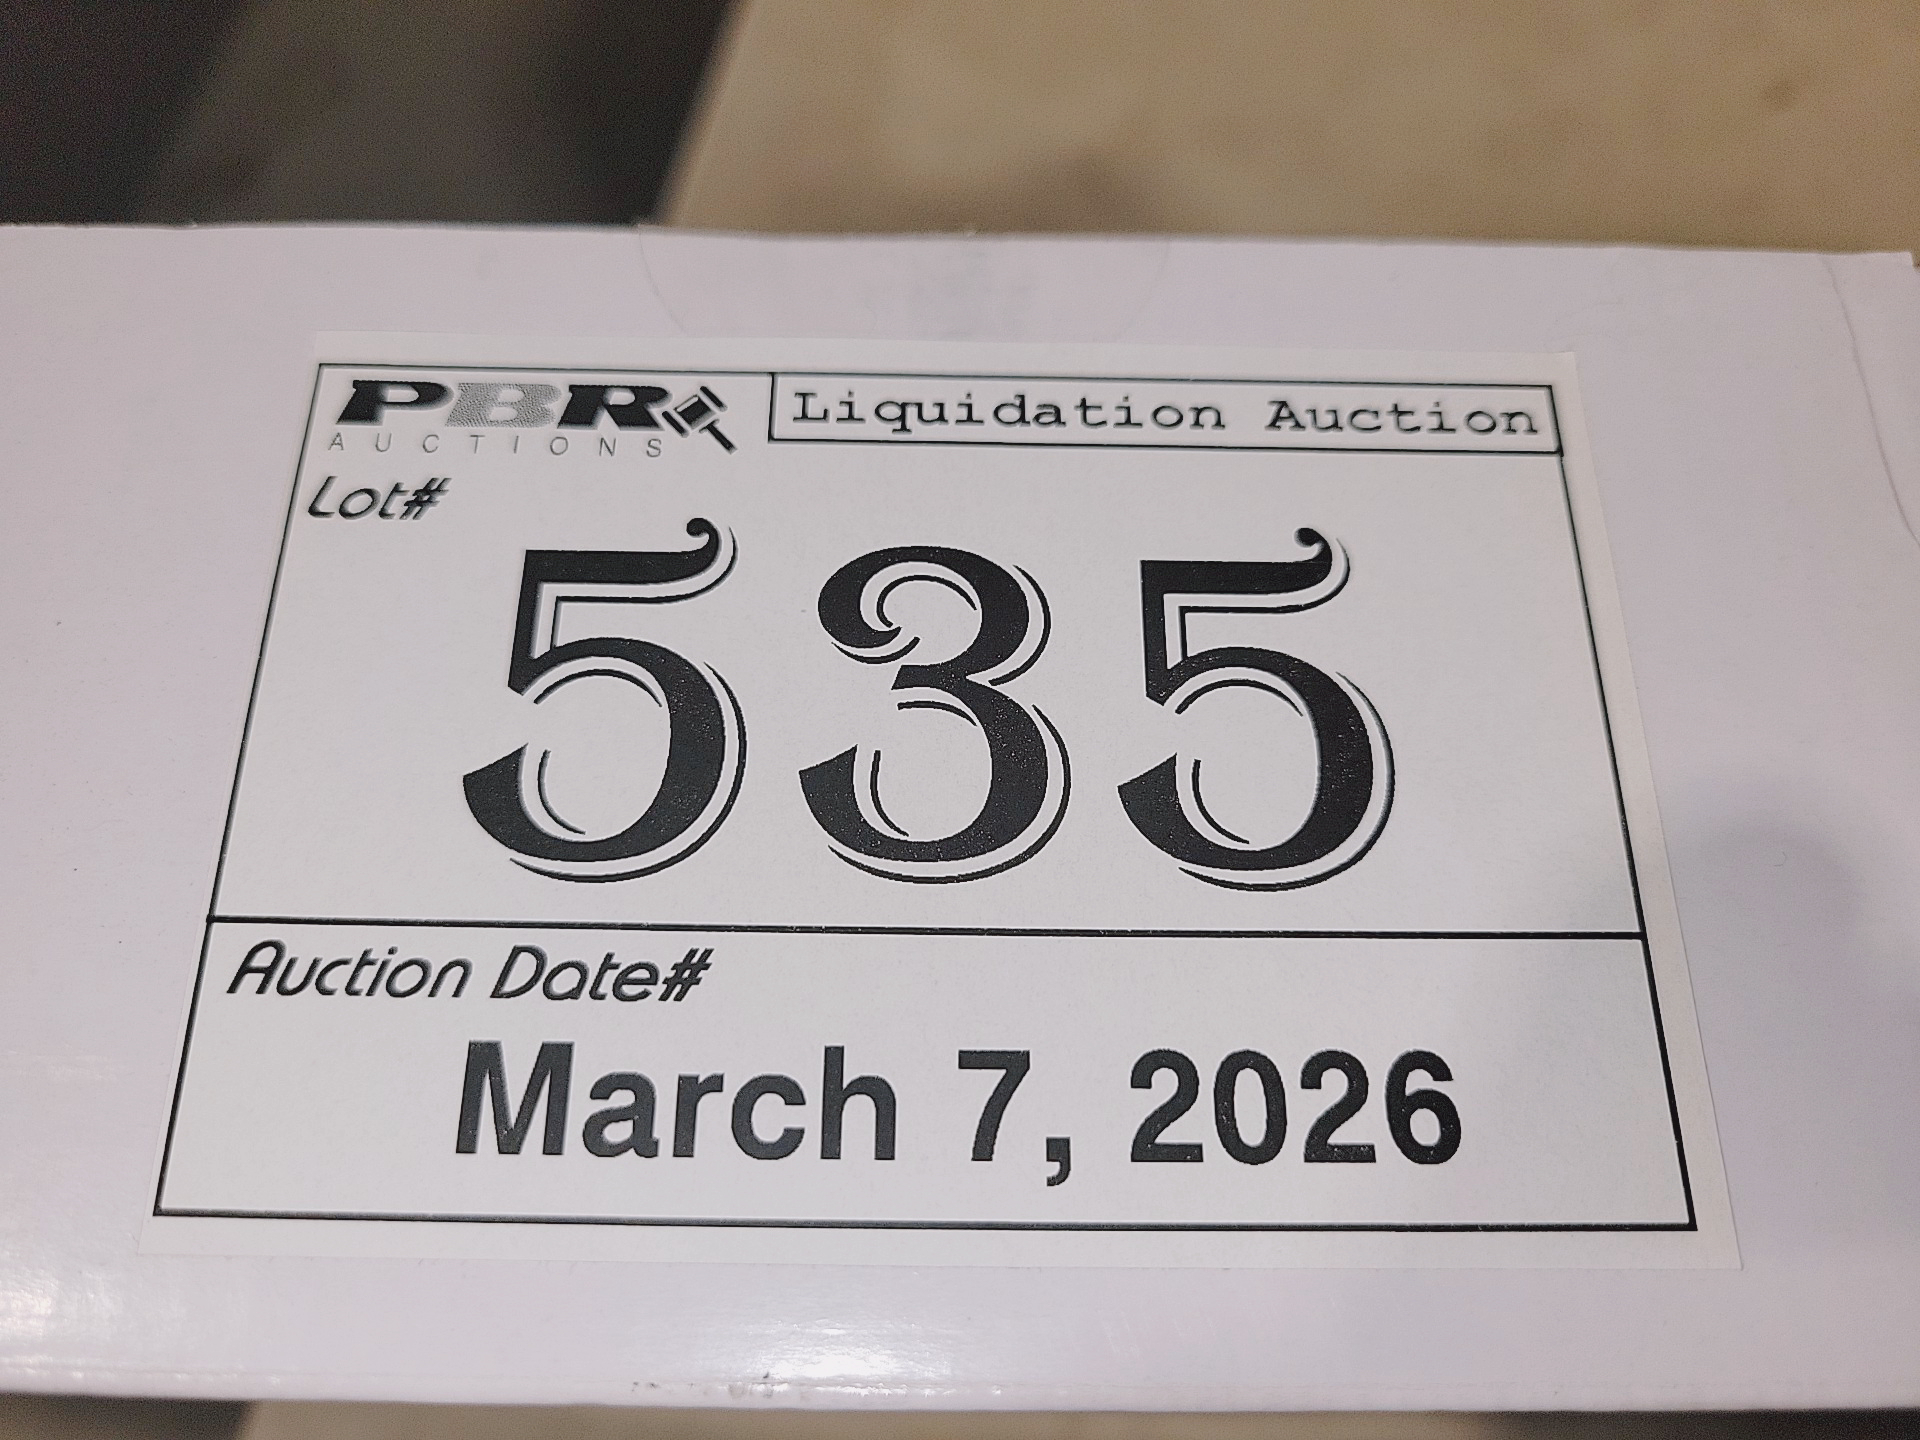 PBR
AUCTIONS
Liquidation Auction
Lot#
535
Auction Date#
March 7, 2026